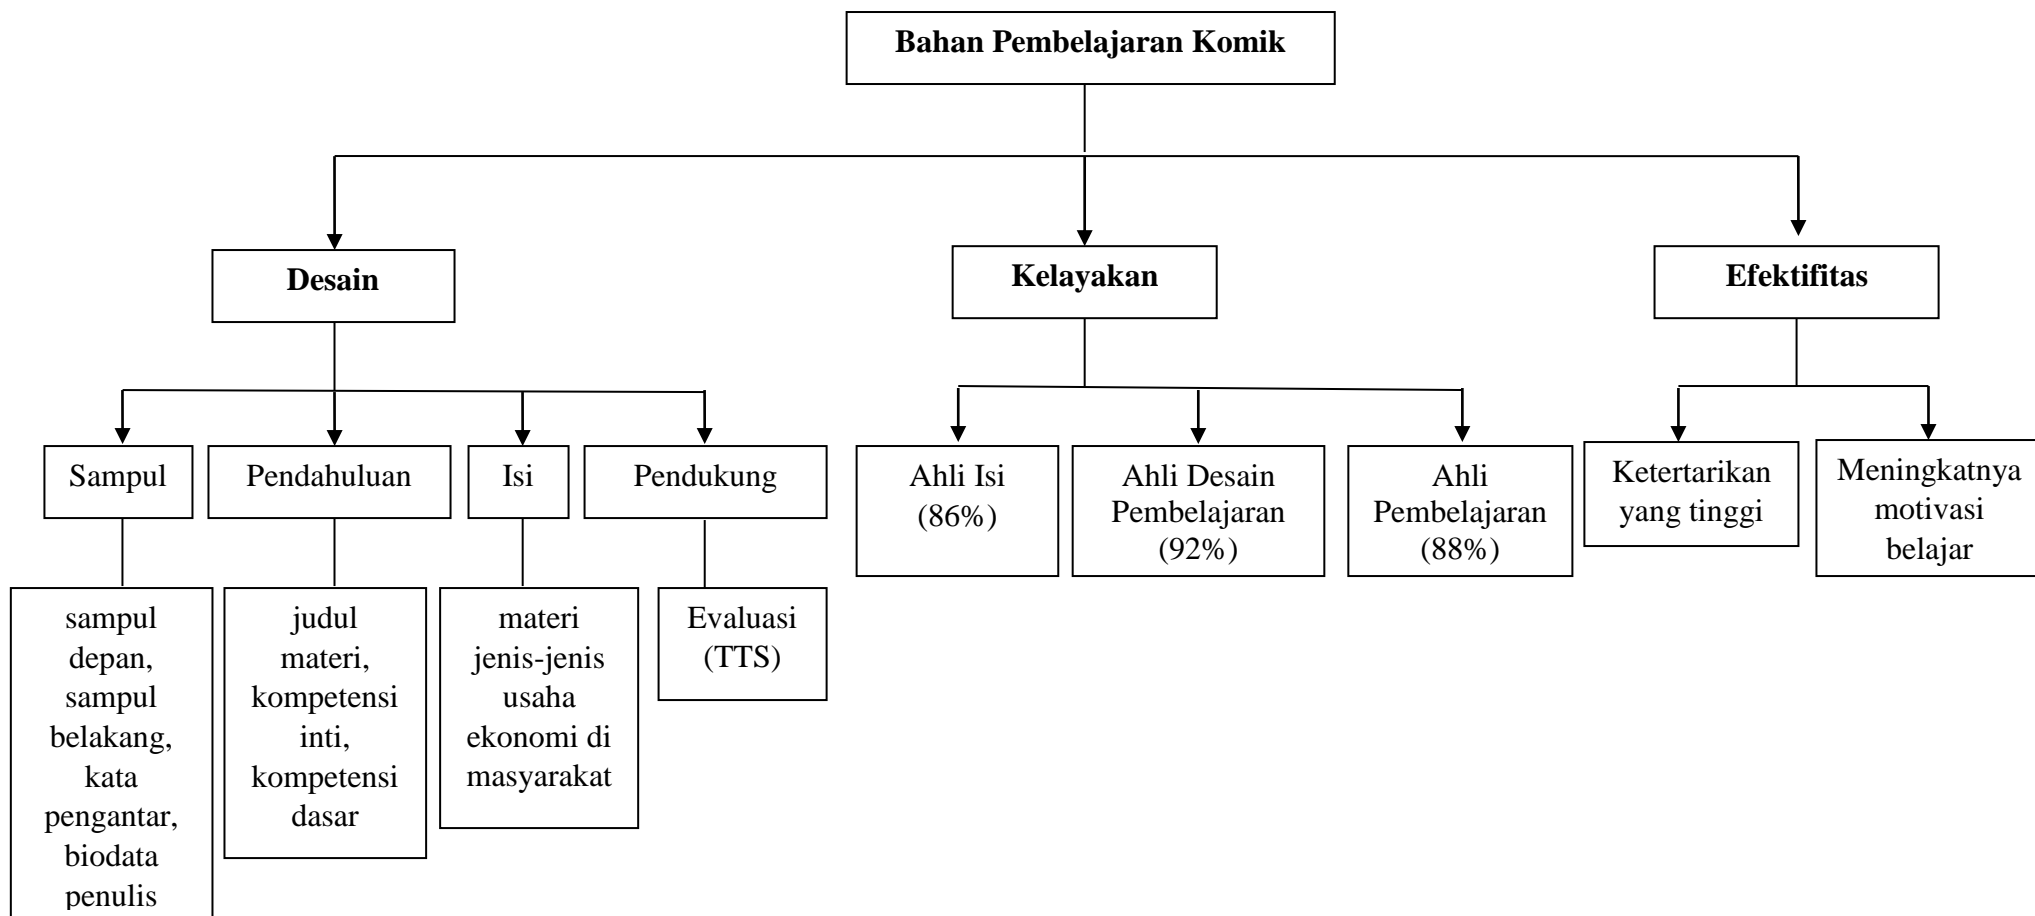 Bahan Pembelajaran Komik
Desain
Kelayakan
Efektifitas
Sampul
Pendahuluan
Isi
Pendukung
Ahli Isi
(86%)
Ahli Desain
Pembelajaran
(92%)
Ahli
Pembelajaran
(88%)
Ketertarikan
yang tinggi
Meningkatnya
motivasi
belajar
sampul
depan,
sampul
belakang,
kata
pengantar,
biodata
penulis
judul
materi,
kompetensi
inti,
kompetensi
dasar
materi
jenis-jenis
usaha
ekonomi di
masyarakat
Evaluasi
(TTS)